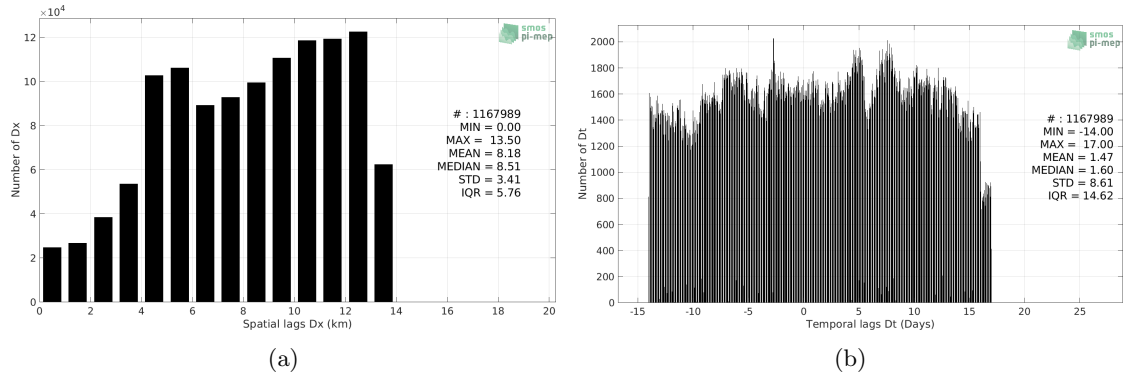 ×10⁴
12
10
8
6
4
2
0
0 2 4 6 8 10 12 14 16 18 20
Number of Dx
Spatial lags Dx (km)
smos
pi-mep
# : 1167989
MIN = 0.00
MAX = 13.50
MEAN = 8.18
MEDIAN = 8.51
STD = 3.41
IQR = 5.76
(a)
2000
1800
1600
1400
1200
1000
800
600
400
200
0
-15 -10 -5 0 5 10 15 20 25
Number of Dt
Temporal lags Dt (Days)
smos
pi-mep
# : 1167989
MIN = -14.00
MAX = 17.00
MEAN = 1.47
MEDIAN = 1.60
STD = 8.61
IQR = 14.62
(b)